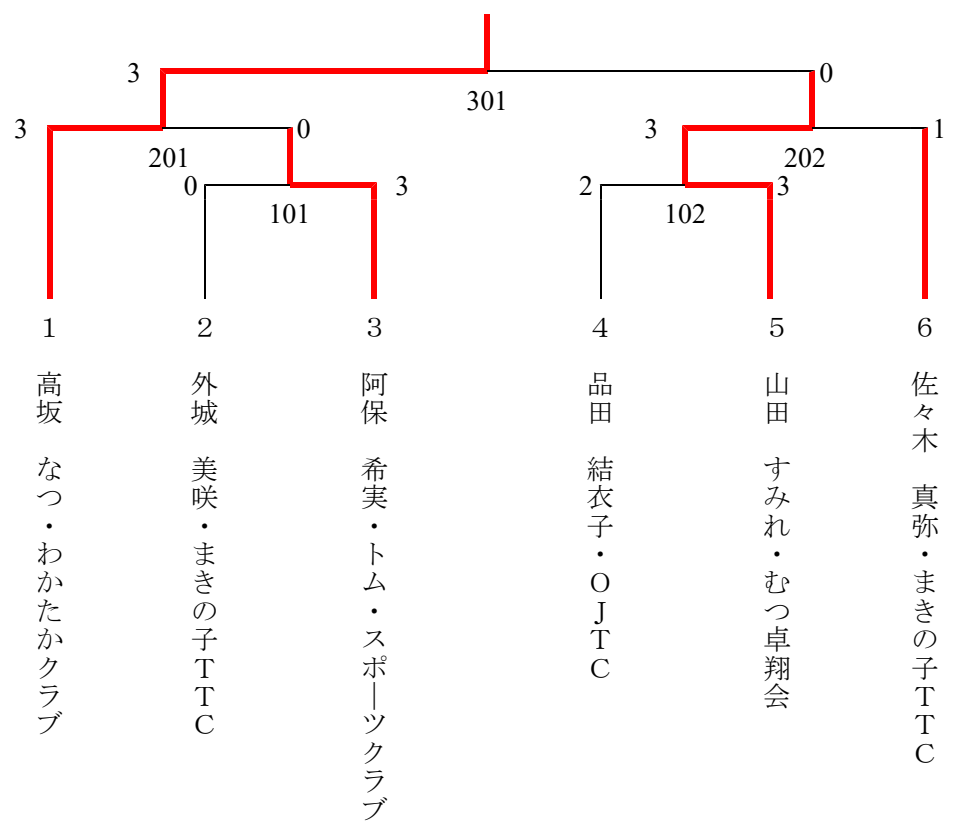 3
0
301
3
0
3
1
201
202
0
3
2
3
101
102
１ 高坂 なつ・わかたかクラブ
２ 外城 美咲・まきの子ＴＴＣ
３ 阿保 希実・トム・スポーツクラブ
４ 品田 結衣子・ＯＪＴＣ
５ 山田 すみれ・むつ卓翔会
６ 佐々木 真弥・まきの子ＴＴＣ